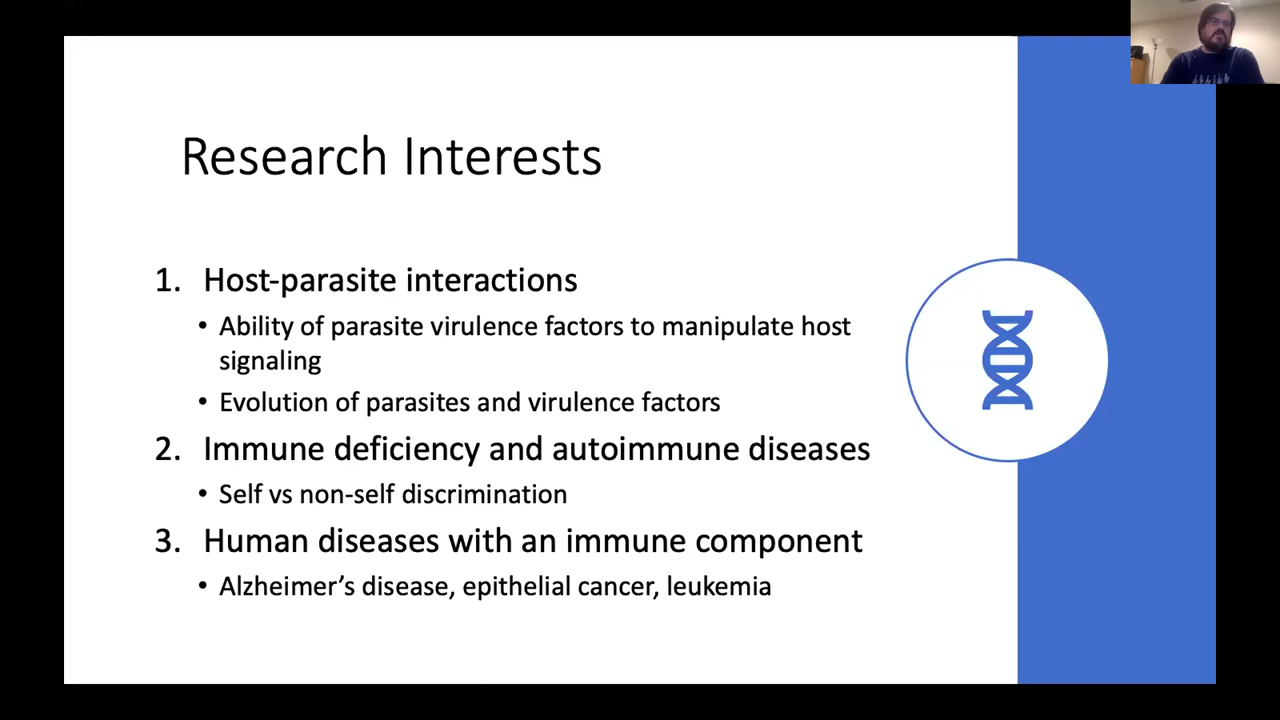 Research Interests
1. Host-parasite interactions
• Ability of parasite virulence factors to manipulate host
signaling
• Evolution of parasites and virulence factors
2. Immune deficiency and autoimmune diseases
• Self vs non-self discrimination
3. Human diseases with an immune component
• Alzheimer’s disease, epithelial cancer, leukemia